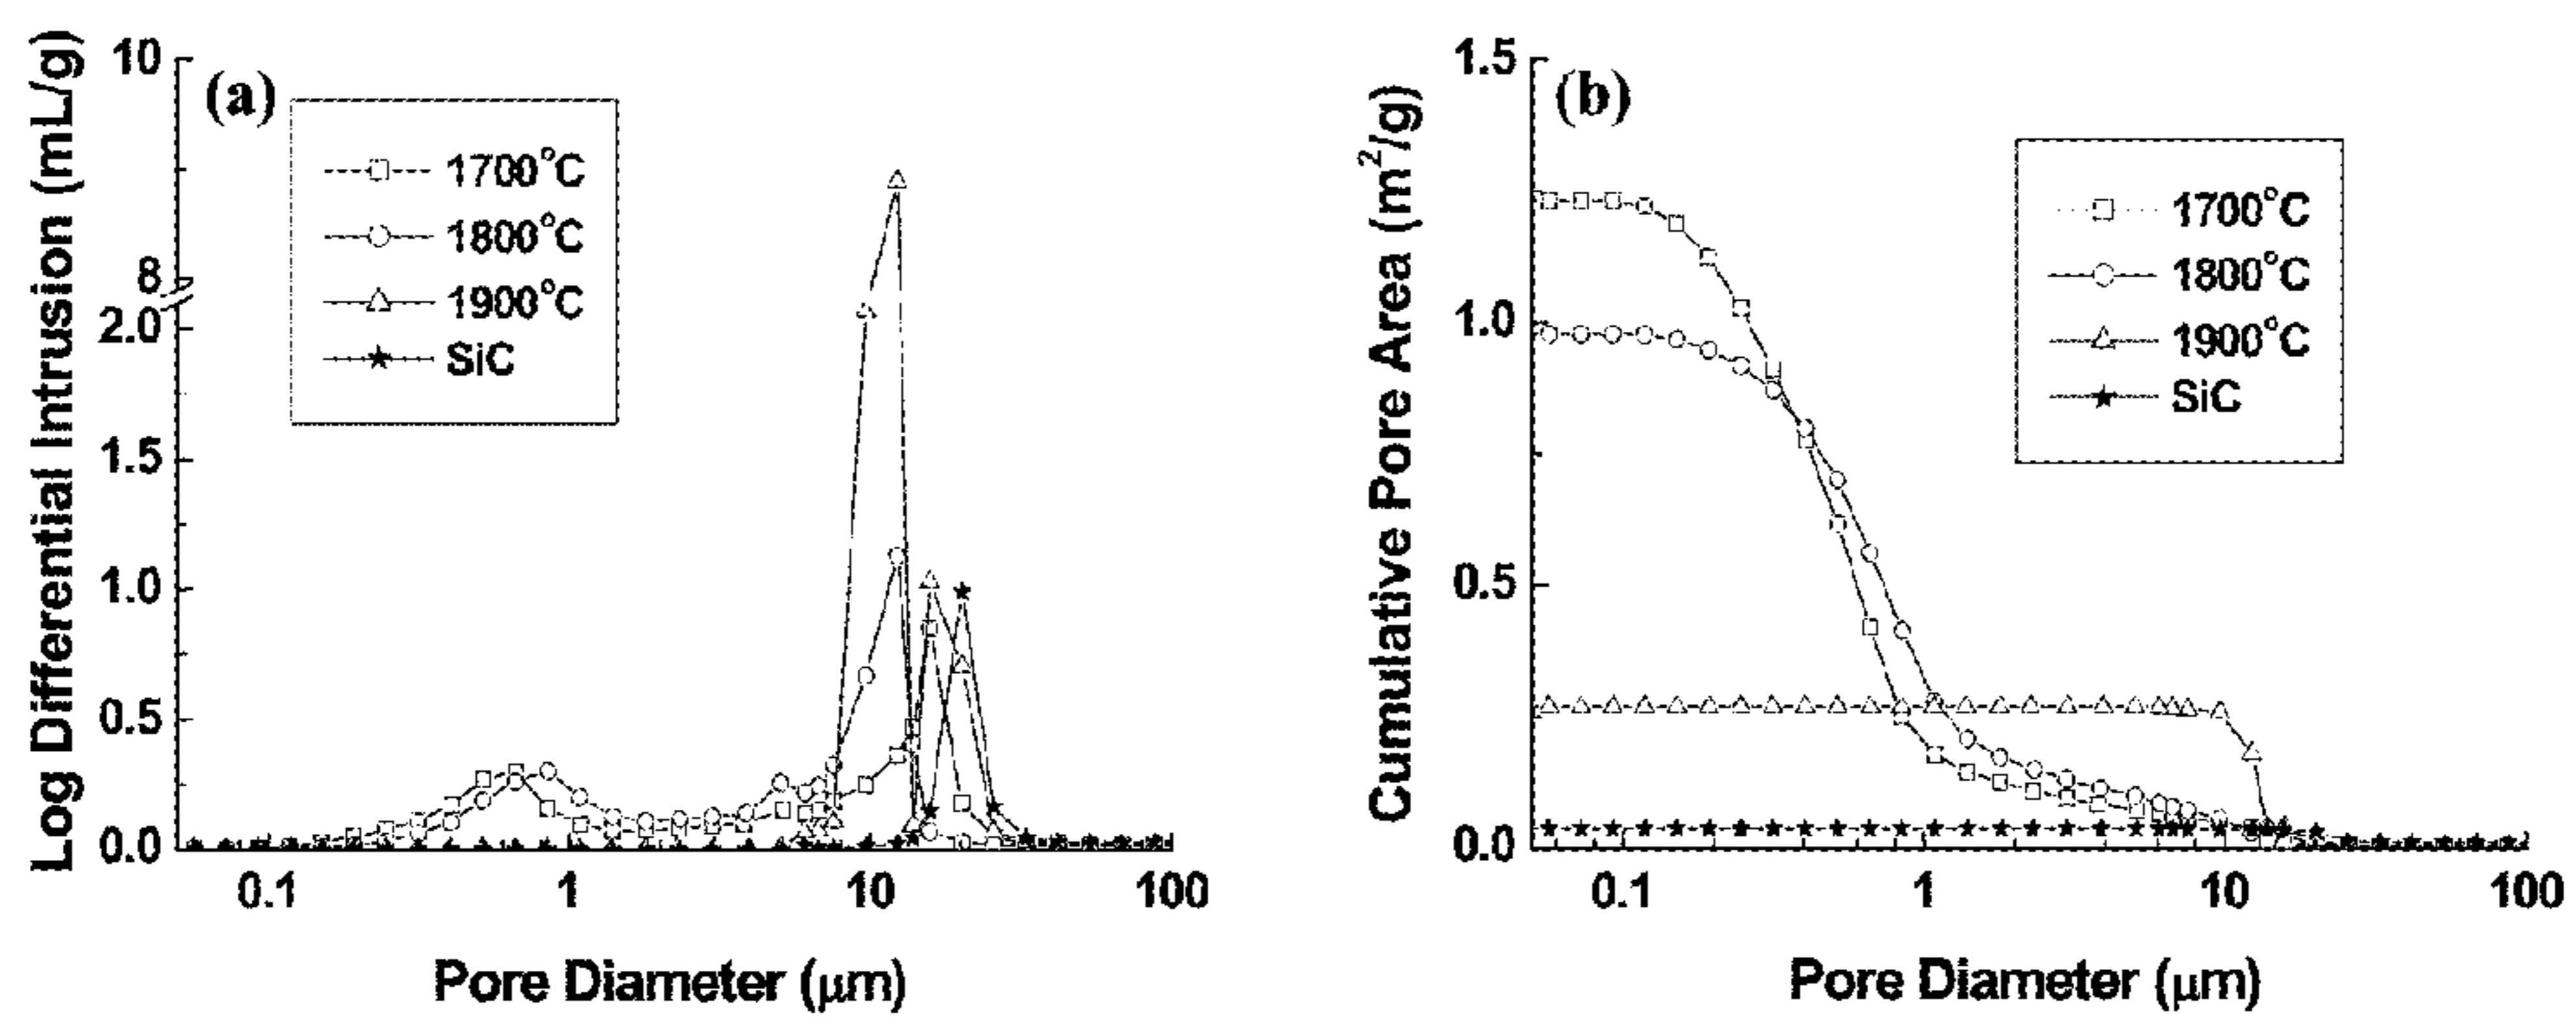 (a)
Log Differential Intrusion (mL/g)
10
8
2.0
1.5
1.0
0.5
0.0
1700°C
1800°C
1900°C
SiC
0.1
1
10
100
Pore Diameter (μm)
(b)
Cumulative Pore Area (m²/g)
1.5
1.0
0.5
0.0
1700°C
1800°C
1900°C
SiC
0.1
1
10
100
Pore Diameter (μm)